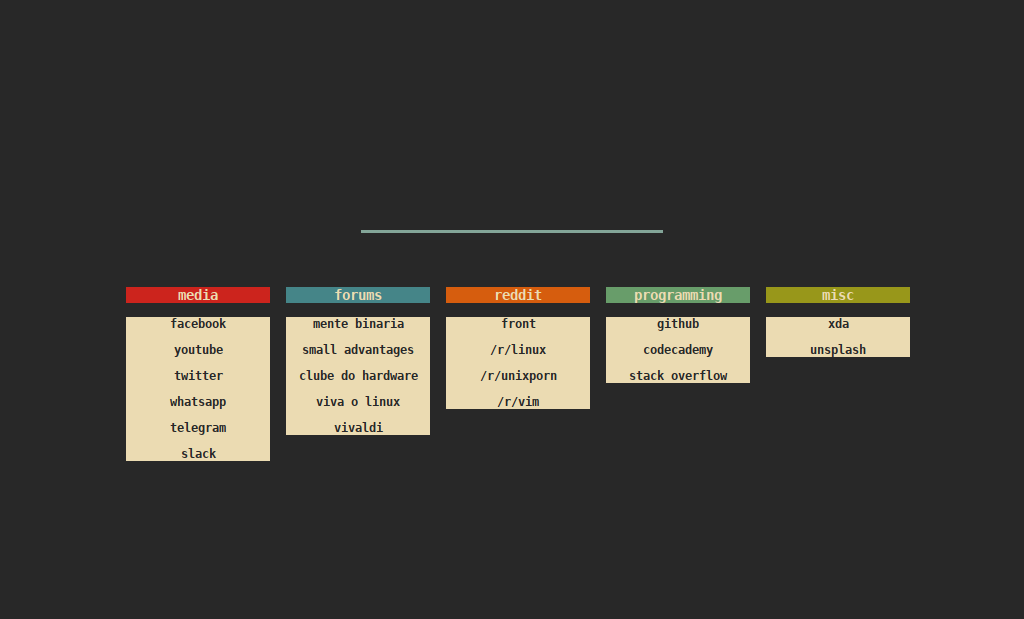 media
facebook
youtube
twitter
whatsapp
telegram
slack
forums
mente binaria
small advantages
clube do hardware
viva o linux
vivaldi
reddit
front
/r/linux
/r/unixporn
/r/vim
programming
github
codecademy
stack overflow
misc
xda
unsplash